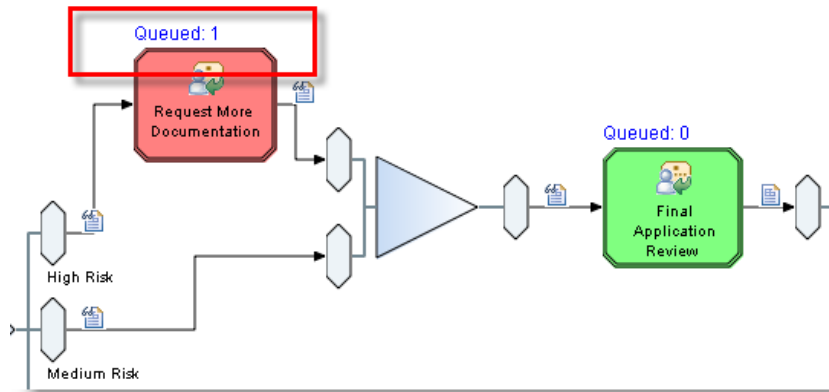 Queued: 1
Request More
Documentation
Queued: 0
Final
Application
Review
High Risk
Medium Risk